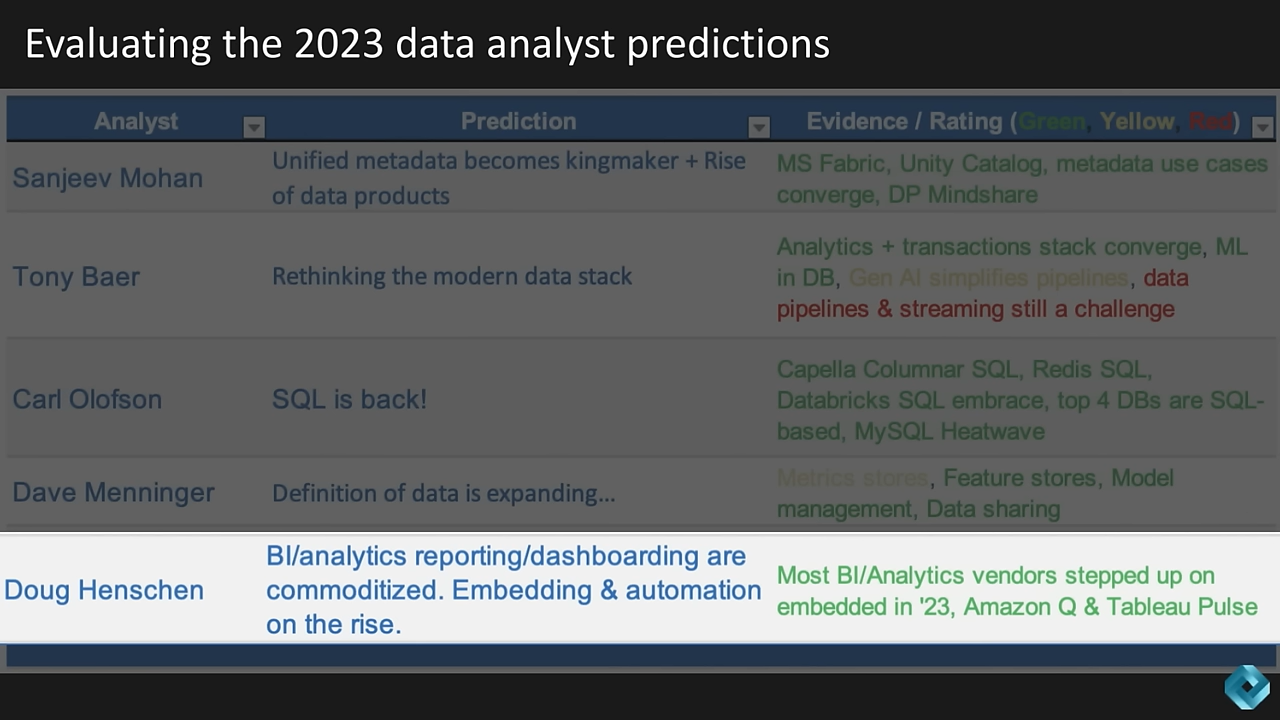 Evaluating the 2023 data analyst predictions
Analyst
Prediction
Evidence / Rating (Green, Yellow, Red)
Sanjeev Mohan
Unified metadata becomes kingmaker + Rise
of data products
MS Fabric, Unity Catalog, metadata use cases
converge, DP Mindshare
Tony Baer
Rethinking the modern data stack
Analytics + transactions stack converge, ML
in DB, Gen AI simplifies pipelines, data
pipelines & streaming still a challenge
Carl Olofson
SQL is back!
Capella Columnar SQL, Redis SQL,
Databricks SQL embrace, top 4 DBs are SQL-
based, MySQL Heatwave
Dave Menninger
Definition of data is expanding...
Metrics stores, Feature stores, Model
management, Data sharing
Doug Henschen
BI/analytics reporting/dashboarding are
commoditized. Embedding & automation
on the rise.
Most BI/Analytics vendors stepped up on
embedded in '23, Amazon Q & Tableau Pulse